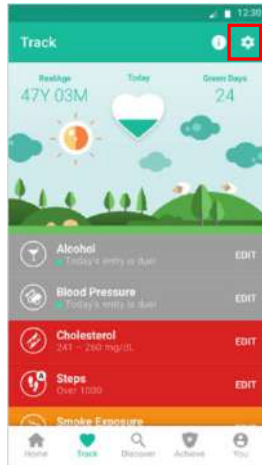 12:30
Track
RealAge
Today
Green Days
47Y 03M
24
Alcohol
Today's entry is due!
EDIT
Blood Pressure
Today's entry is due!
EDIT
Cholesterol
241 - 260 mg/dL
EDIT
Steps
Over 1000
EDIT
Smoke Exposure
Home
Track
Discover
Achieve
You